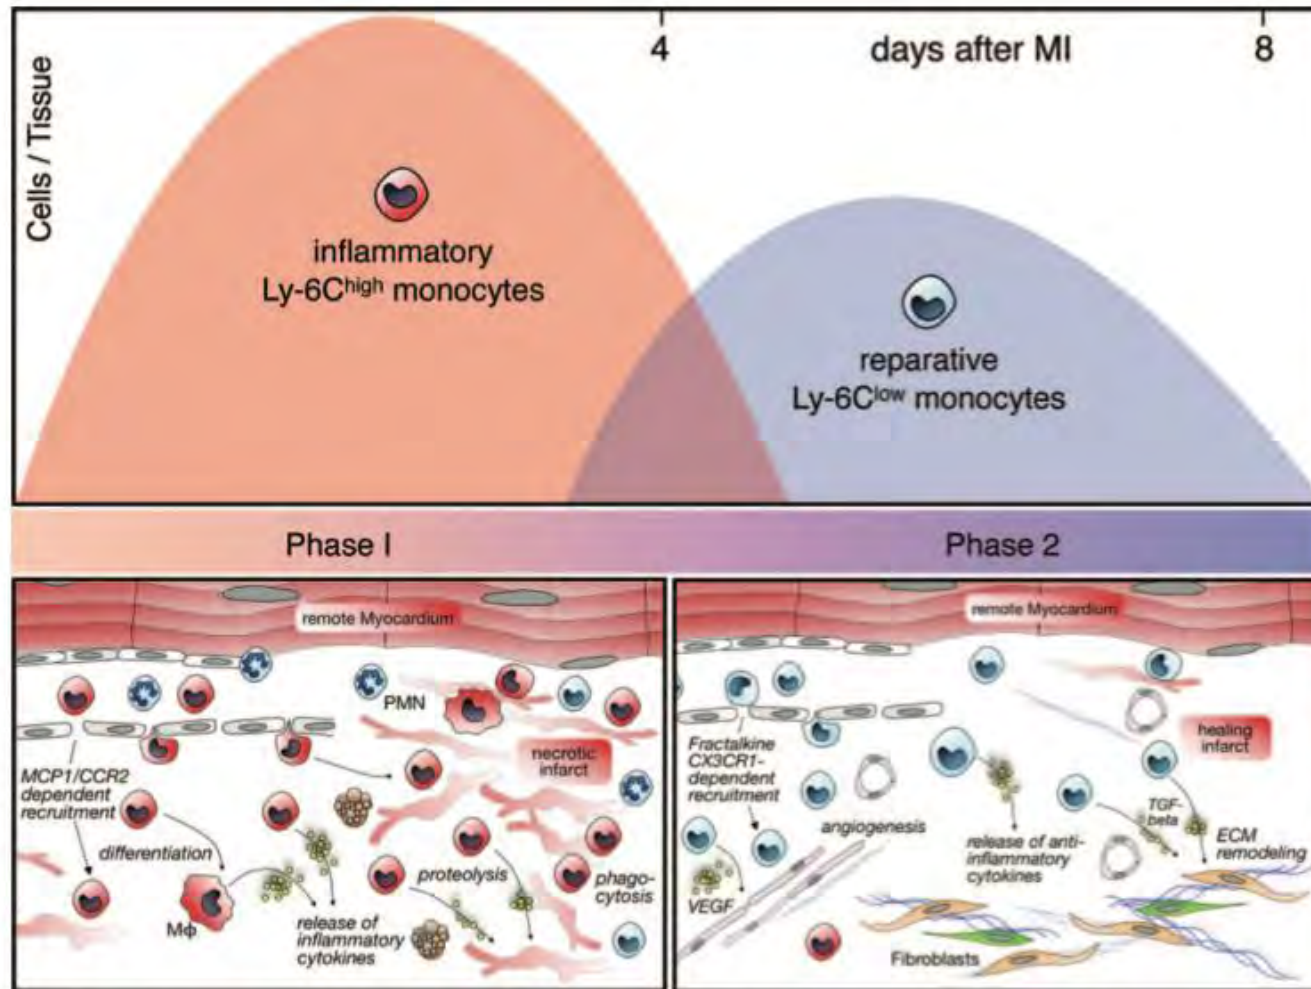 Cells / Tissue
4
days after MI
8
inflammatory
Ly-6Chigh monocytes
reparative
Ly-6Clow monocytes
Phase I
Phase 2
remote Myocardium
PMN
necrotic
infarct
MCP1/CCR2
dependent
recruitment
differentiation
Mϕ
release of
inflammatory
cytokines
proteolysis
phago-
cytosis
remote Myocardium
Fractalkine
CX3CR1-
dependent
recruitment
healing
infarct
angiogenesis
VEGF
release of anti-
inflammatory
cytokines
TGF-
beta
ECM
remodeling
Fibroblasts